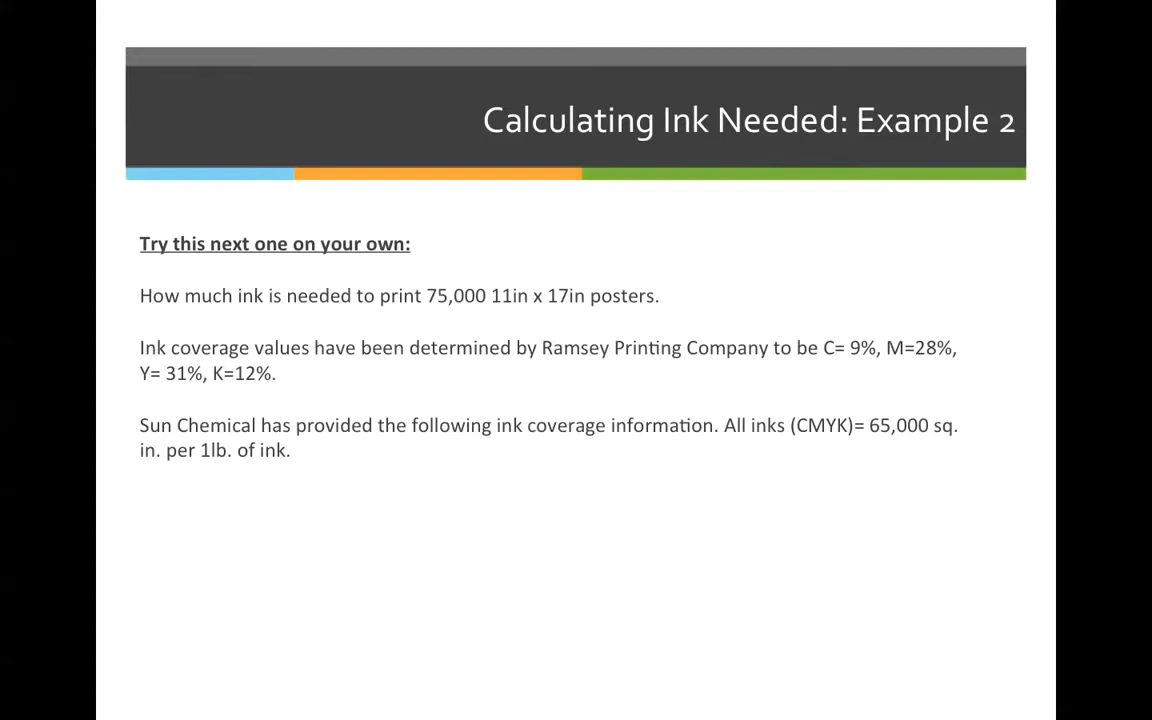 Calculating Ink Needed: Example 2
Try this next one on your own:
How much ink is needed to print 75,000 11in x 17in posters.
Ink coverage values have been determined by Ramsey Printing Company to be C= 9%, M=28%,
Y= 31%, K=12%.
Sun Chemical has provided the following ink coverage information. All inks (CMYK)= 65,000 sq.
in. per 1lb. of ink.